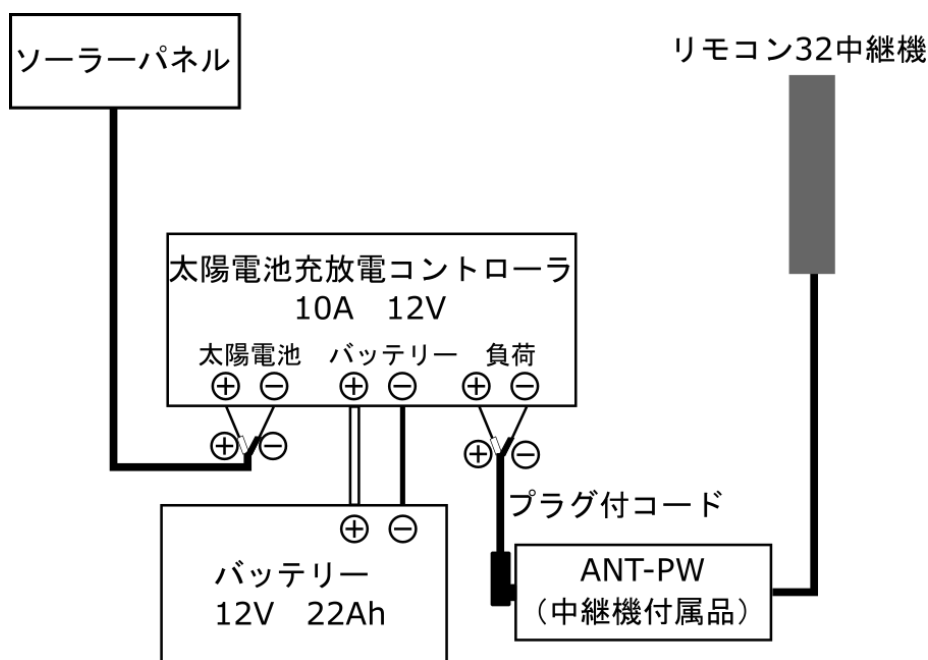 ソーラーパネル
リモコン32中継機
太陽電池充放電コントローラ
10A 12V
太陽電池 バッテリー 負荷
⊕ ⊖ ⊕ ⊖ ⊕ ⊖
⊕ ⊖ ⊕ ⊖
プラグ付コード
⊕ ⊖
バッテリー
12V 22Ah
ANT-PW
（中継機付属品）